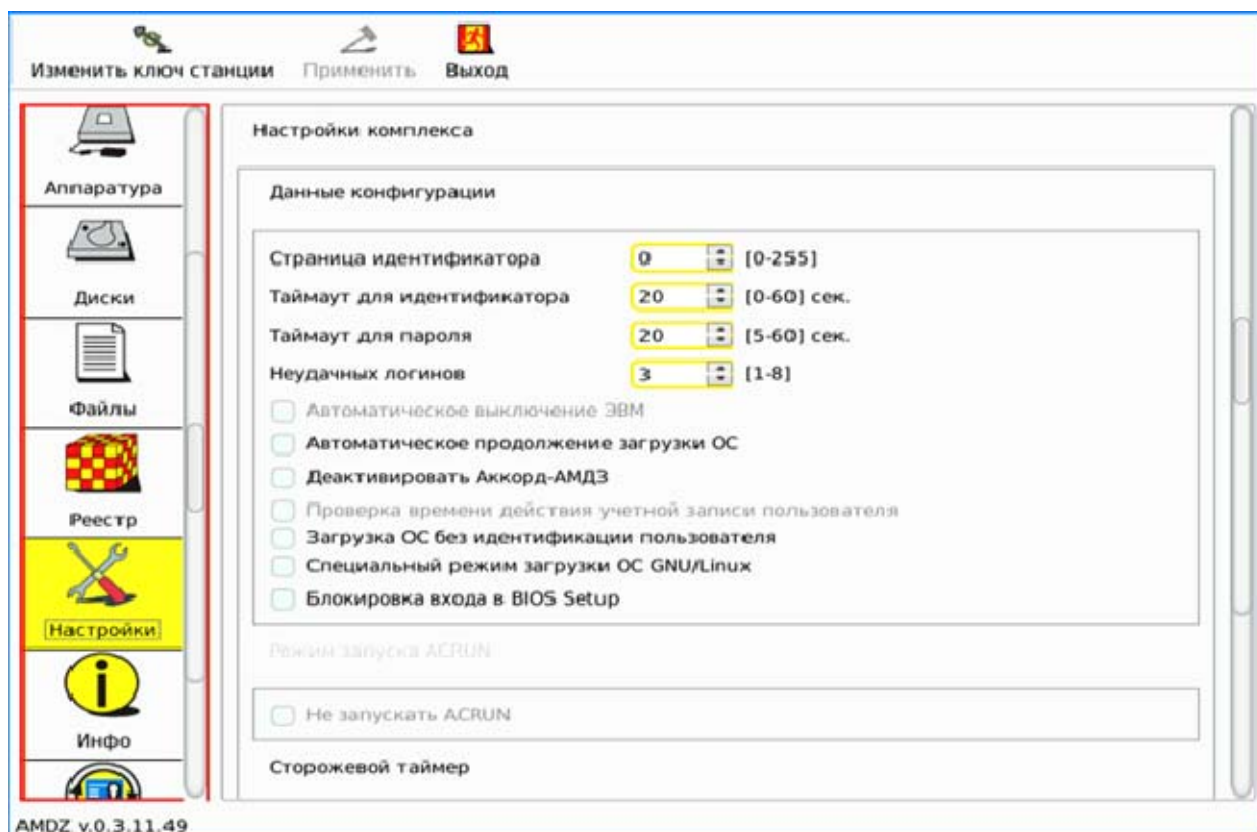 Изменить ключ станции Применить Выход
Аппаратура
Диски
Файлы
Реестр
Настройки
Инфо
Настройки комплекса
Данные конфигурации
Страница идентификатора 0 [0-255]
Таймаут для идентификатора 20 [0-60] сек.
Таймаут для пароля 20 [5-60] сек.
Неудачных логинов 3 [1-8]
Автоматическое выключение ЭВМ
Автоматическое продолжение загрузки ОС
Деактивировать Аккорд-АМДЗ
Проверка времени действия учетной записи пользователя
Загрузка ОС без идентификации пользователя
Специальный режим загрузки ОС GNU/Linux
Блокировка входа в BIOS Setup
Режим запуска ACRUN
Не запускать ACRUN
Сторожевой таймер
AMDZ v.0.3.11.49